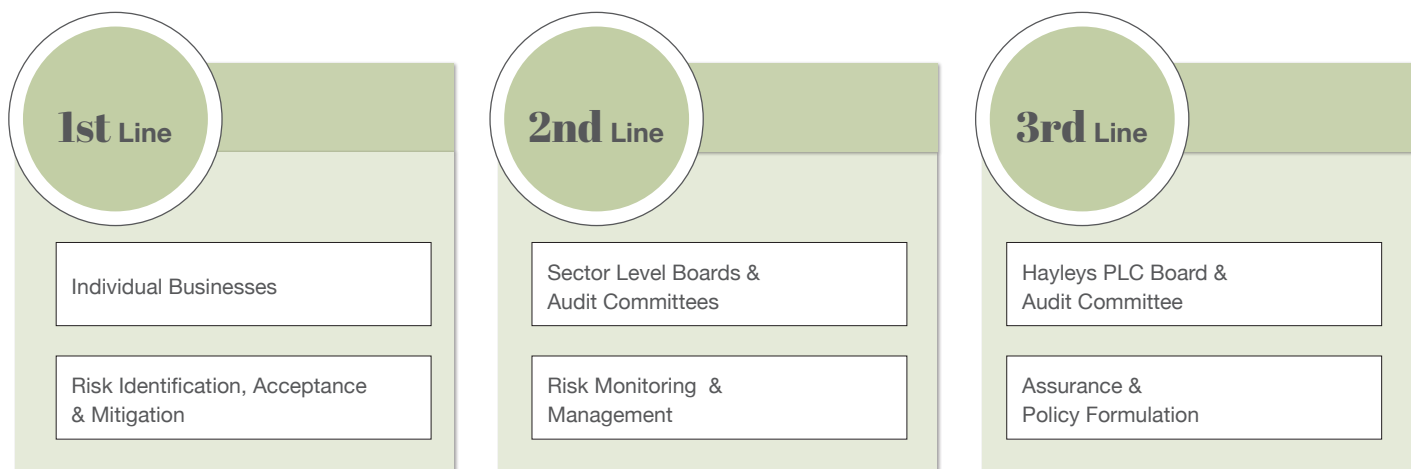 1st Line
Individual Businesses
Risk Identification, Acceptance
& Mitigation
2nd Line
Sector Level Boards &
Audit Committees
Risk Monitoring &
Management
3rd Line
Hayleys PLC Board &
Audit Committee
Assurance &
Policy Formulation